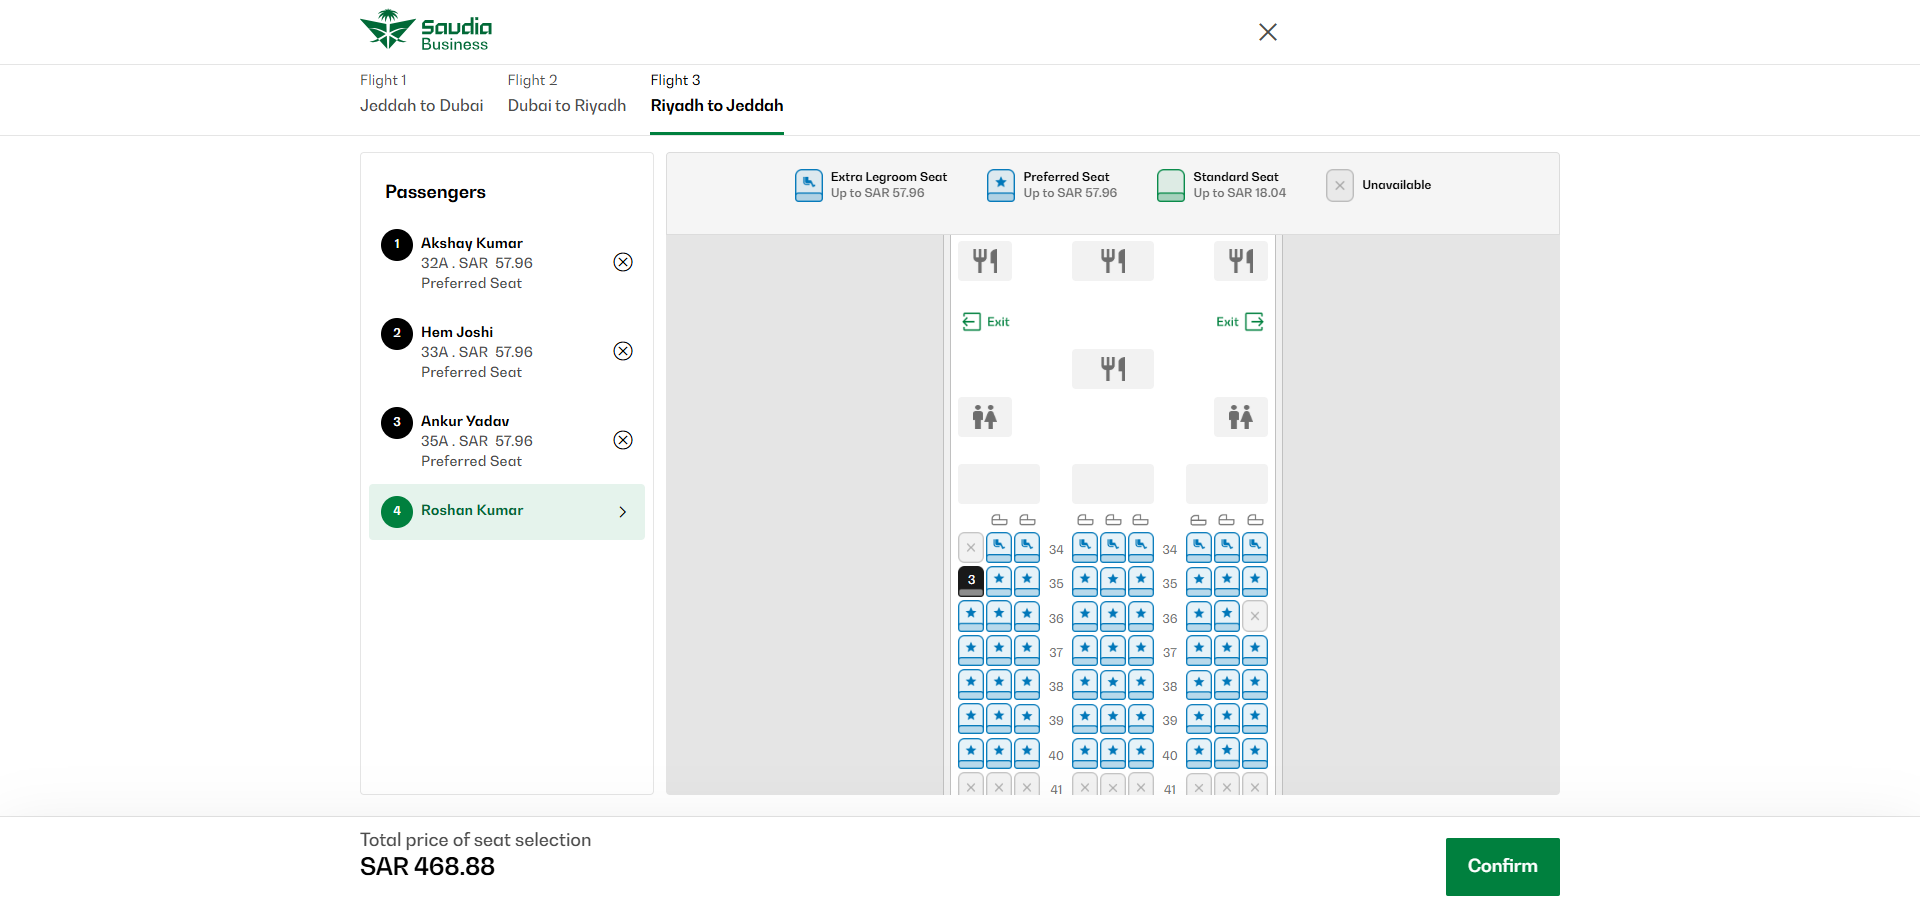 Saudia
Business
Flight 1
Jeddah to Dubai
Flight 2
Dubai to Riyadh
Flight 3
Riyadh to Jeddah
Passengers
1
Akshay Kumar
32A . SAR 57.96
Preferred Seat
2
Hem Joshi
33A . SAR 57.96
Preferred Seat
3
Ankur Yadav
35A . SAR 57.96
Preferred Seat
4
Roshan Kumar
Extra Legroom Seat
Up to SAR 57.96
Preferred Seat
Up to SAR 57.96
Standard Seat
Up to SAR 18.04
Unavailable
Exit
Exit
34 34
3 35 35
36 36
37 37
38 38
39 39
40 40
41 41
Total price of seat selection
SAR 468.88
Confirm